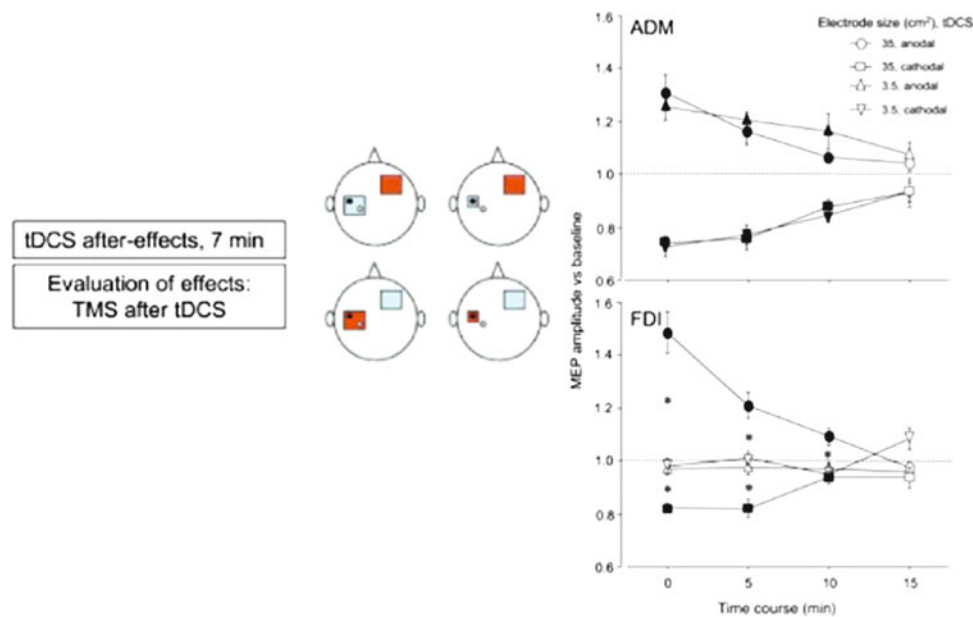 tDCS after-effects, 7 min
Evaluation of effects:
TMS after tDCS
MEP amplitude vs baseline
ADM
Electrode size (cm²), tDCS
35, anodal
35, cathodal
3.5, anodal
3.5, cathodal
1.6
1.4
1.2
1.0
0.8
0.6
FDI
1.6
1.4
1.2
1.0
0.8
0.6
*
*
*
*
*
0
5
10
15
Time course (min)